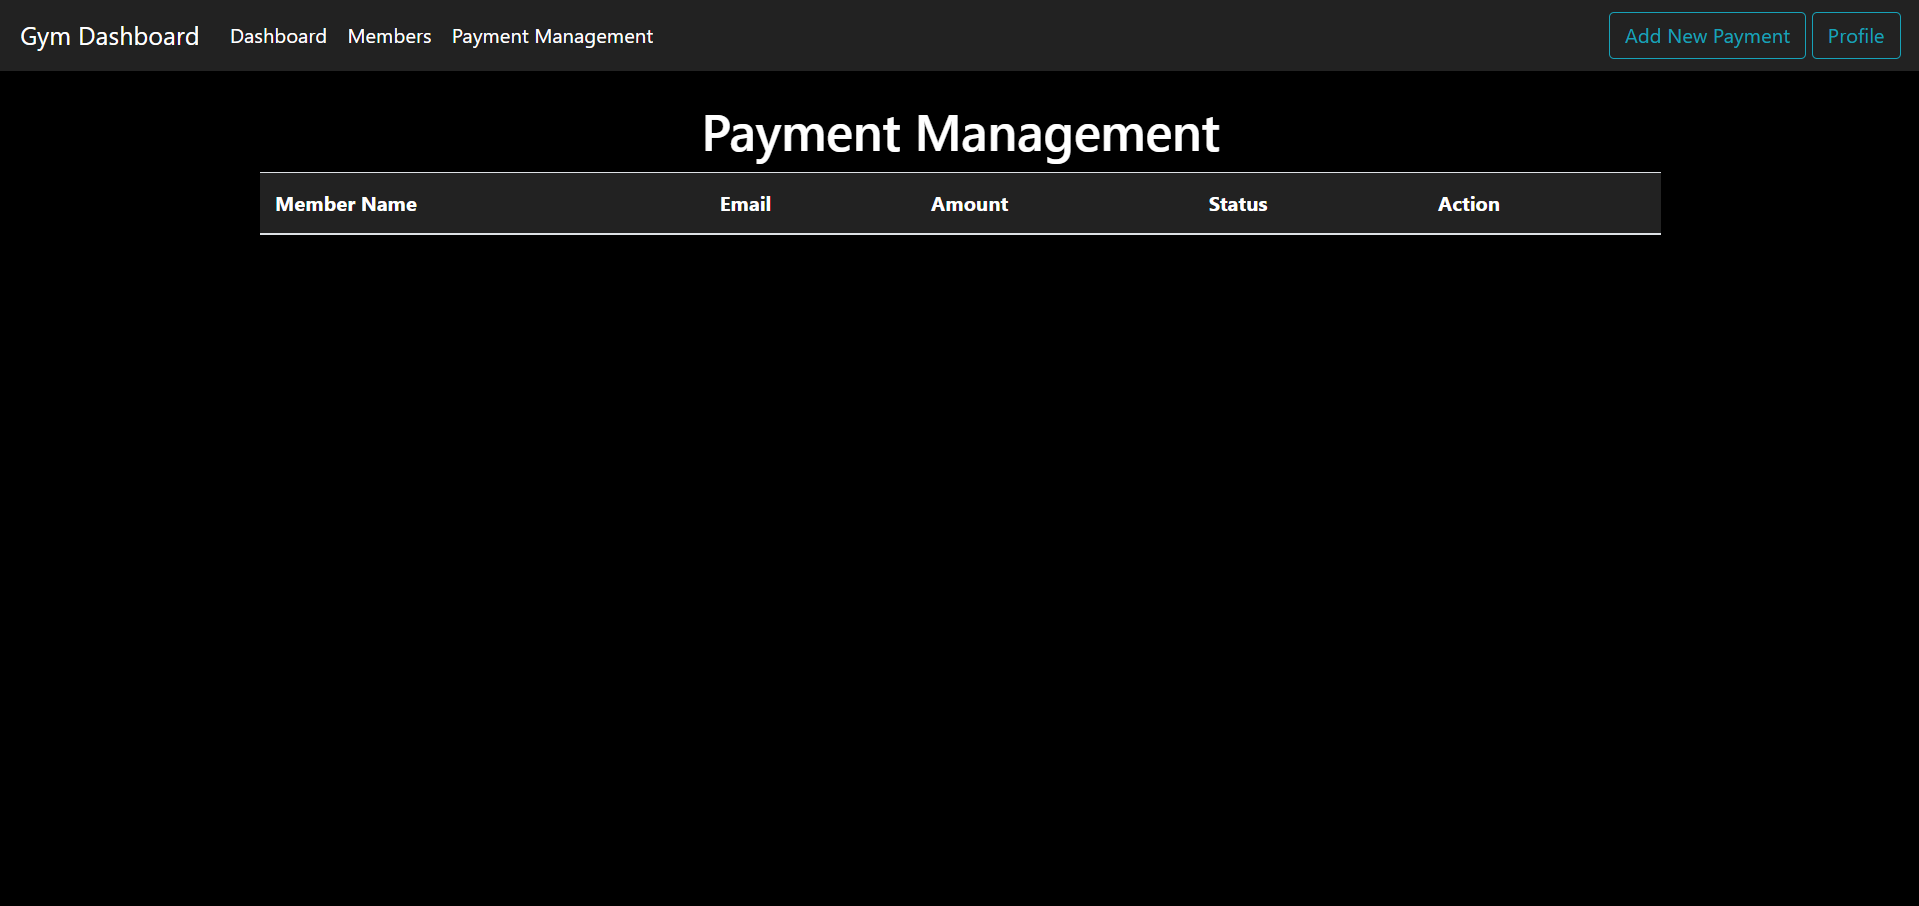 Gym Dashboard Dashboard Members Payment Management Add New Payment Profile
Payment Management
Member Name Email Amount Status Action